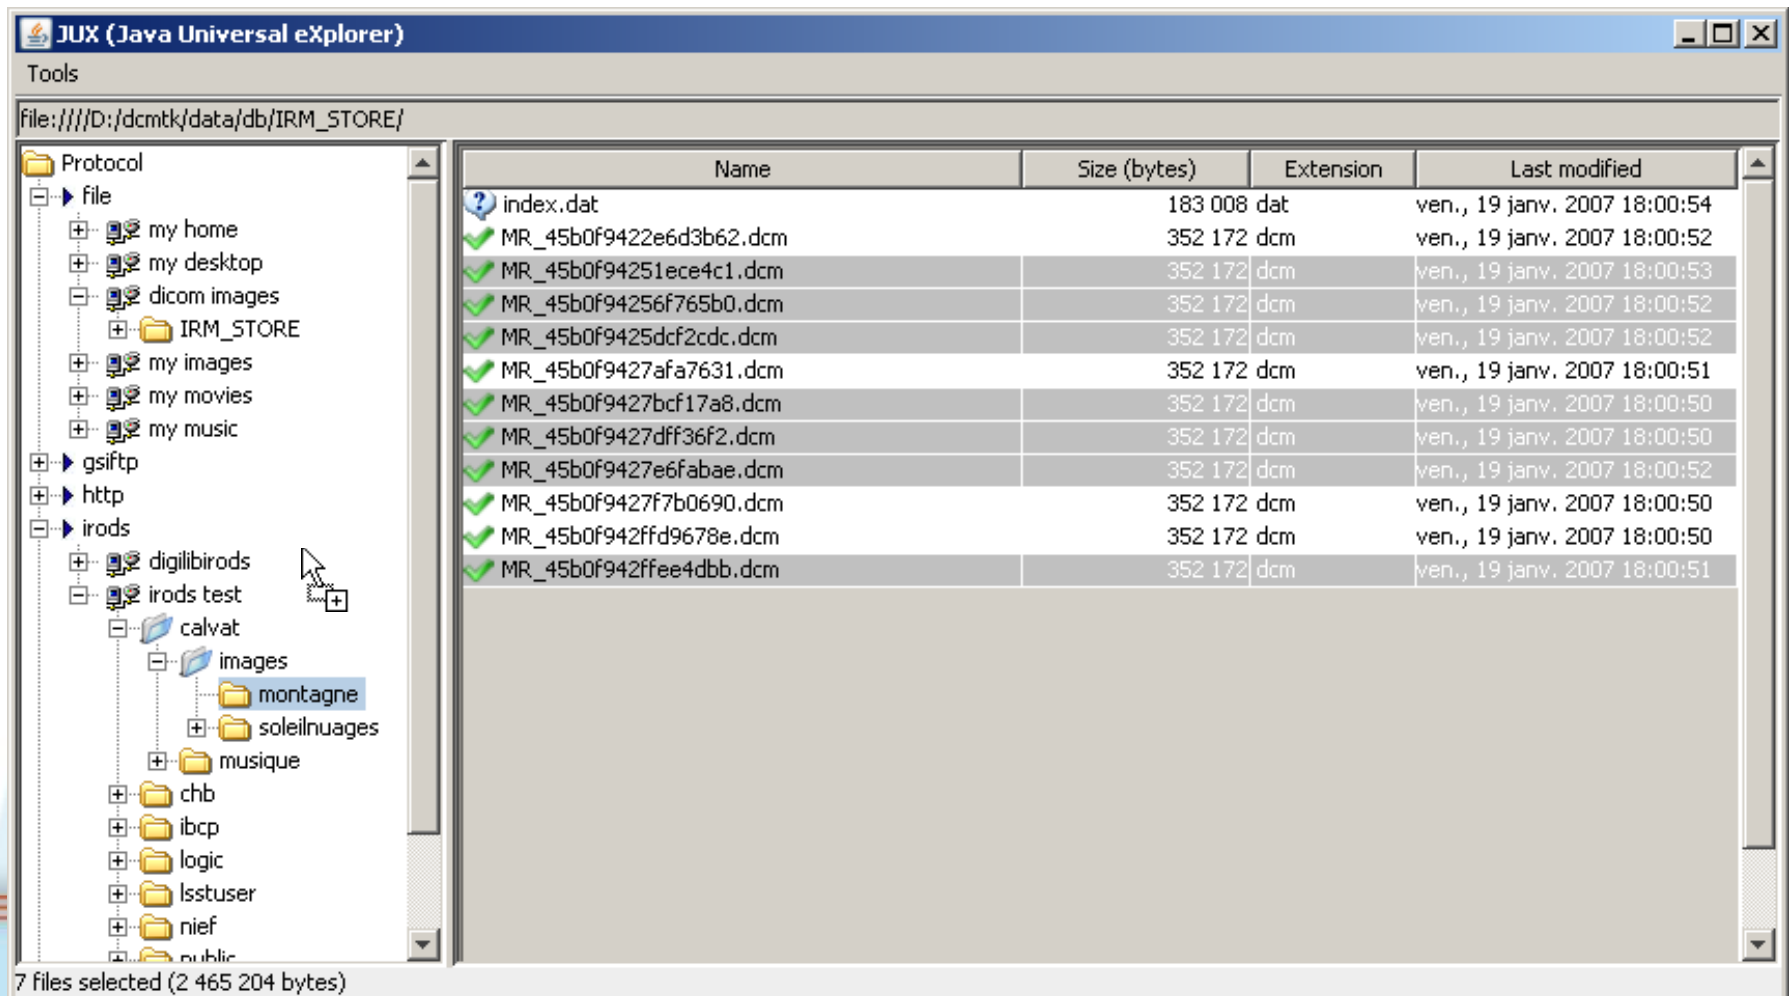 JUX (Java Universal eXplorer)
Tools
file:////D:/dcmtk/data/db/IRM_STORE/
Protocol
file
my home
my desktop
dicom images
IRM_STORE
my images
my movies
my music
gsiftp
http
irods
digilibirods
irods test
calvat
images
montagne
soleilnuages
musique
chb
ibcp
logic
lsstuser
nief
public
Name Size (bytes) Extension Last modified
index.dat 183 008 dat ven., 19 janv. 2007 18:00:54
MR_45b0f9422e6d3b62.dcm 352 172 dcm ven., 19 janv. 2007 18:00:52
MR_45b0f94251ece4c1.dcm 352 172 dcm ven., 19 janv. 2007 18:00:53
MR_45b0f94256f765b0.dcm 352 172 dcm ven., 19 janv. 2007 18:00:52
MR_45b0f9425dcf2cdc.dcm 352 172 dcm ven., 19 janv. 2007 18:00:52
MR_45b0f9427afa7631.dcm 352 172 dcm ven., 19 janv. 2007 18:00:51
MR_45b0f9427bcf17a8.dcm 352 172 dcm ven., 19 janv. 2007 18:00:50
MR_45b0f9427dff36f2.dcm 352 172 dcm ven., 19 janv. 2007 18:00:50
MR_45b0f9427e6fabae.dcm 352 172 dcm ven., 19 janv. 2007 18:00:52
MR_45b0f9427f7b0690.dcm 352 172 dcm ven., 19 janv. 2007 18:00:50
MR_45b0f942ffd9678e.dcm 352 172 dcm ven., 19 janv. 2007 18:00:50
MR_45b0f942ffee4dbb.dcm 352 172 dcm ven., 19 janv. 2007 18:00:51
7 files selected (2 465 204 bytes)